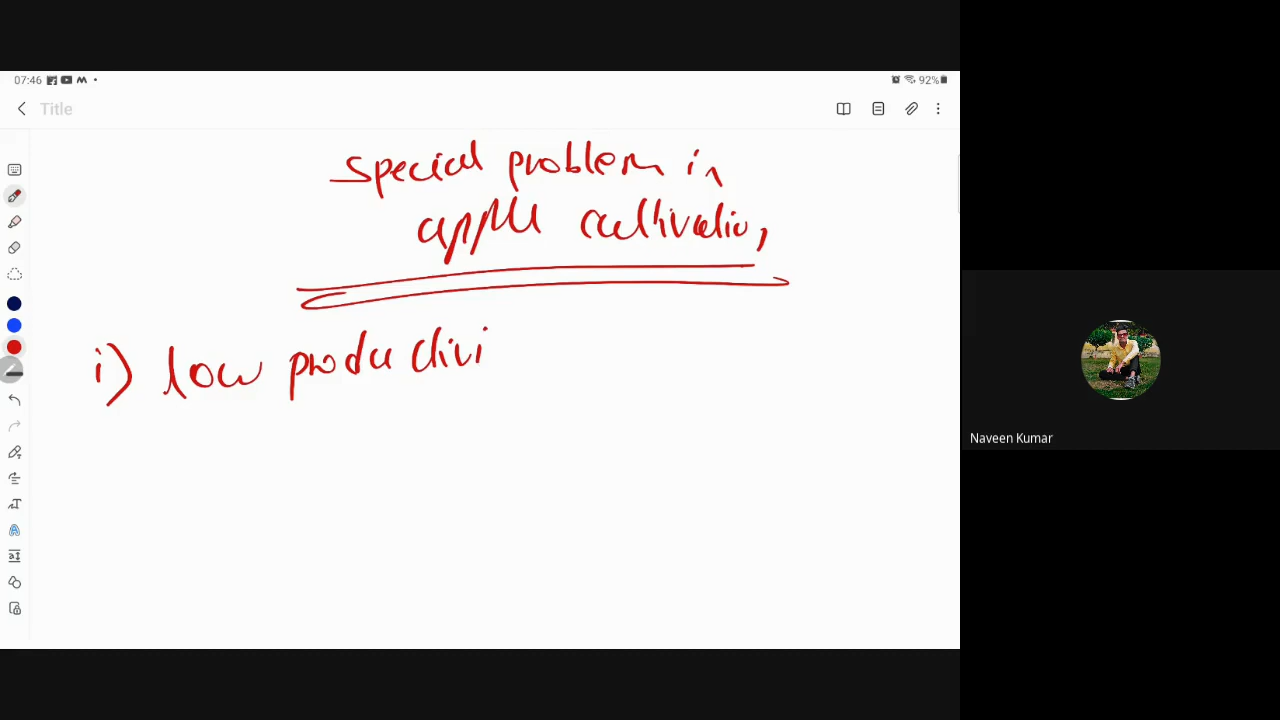 07:46
92%
Title
special problem in
apple cultivation,
i) low productivi
Naveen Kumar